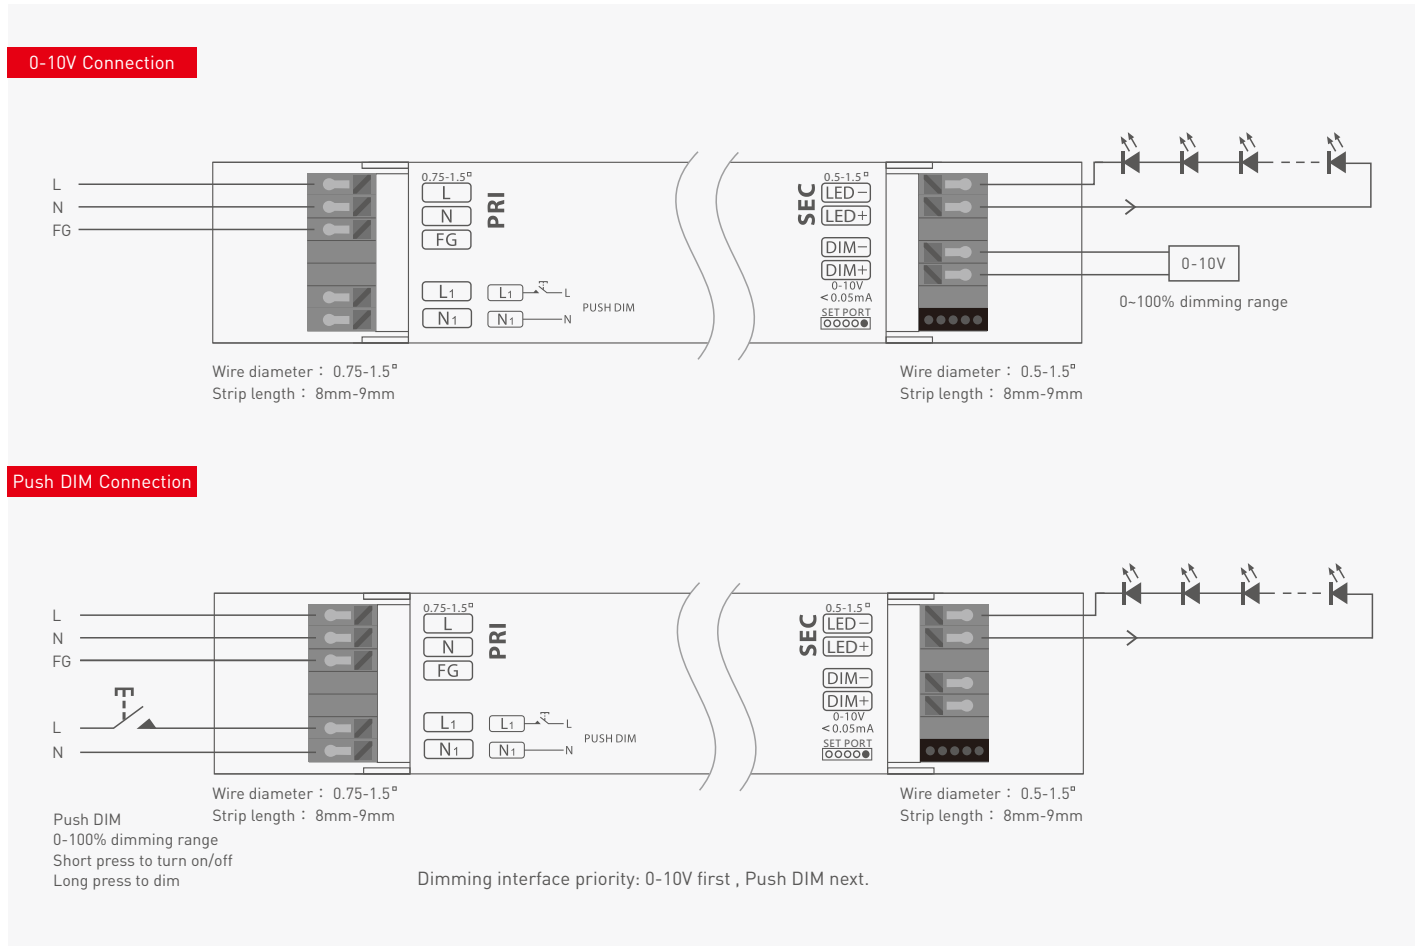 0-10V Connection
L
N
FG
0.75-1.5¤
L
N
FG
PRI
L1
N1
L1
L
N1
N
PUSH DIM
SEC
0.5-1.5¤
LED−
LED+
DIM−
DIM+
0-10V
<0.05mA
SET PORT
0-10V
0~100% dimming range
Wire diameter： 0.75-1.5¤
Strip length： 8mm-9mm
Wire diameter： 0.5-1.5¤
Strip length： 8mm-9mm
Push DIM Connection
L
N
FG
L
N
0.75-1.5¤
L
N
FG
PRI
L1
N1
L1
L
N1
N
PUSH DIM
SEC
0.5-1.5¤
LED−
LED+
DIM−
DIM+
0-10V
<0.05mA
SET PORT
Wire diameter： 0.75-1.5¤
Strip length： 8mm-9mm
Wire diameter： 0.5-1.5¤
Strip length： 8mm-9mm
Push DIM
0-100% dimming range
Short press to turn on/off
Long press to dim
Dimming interface priority: 0-10V first , Push DIM next.